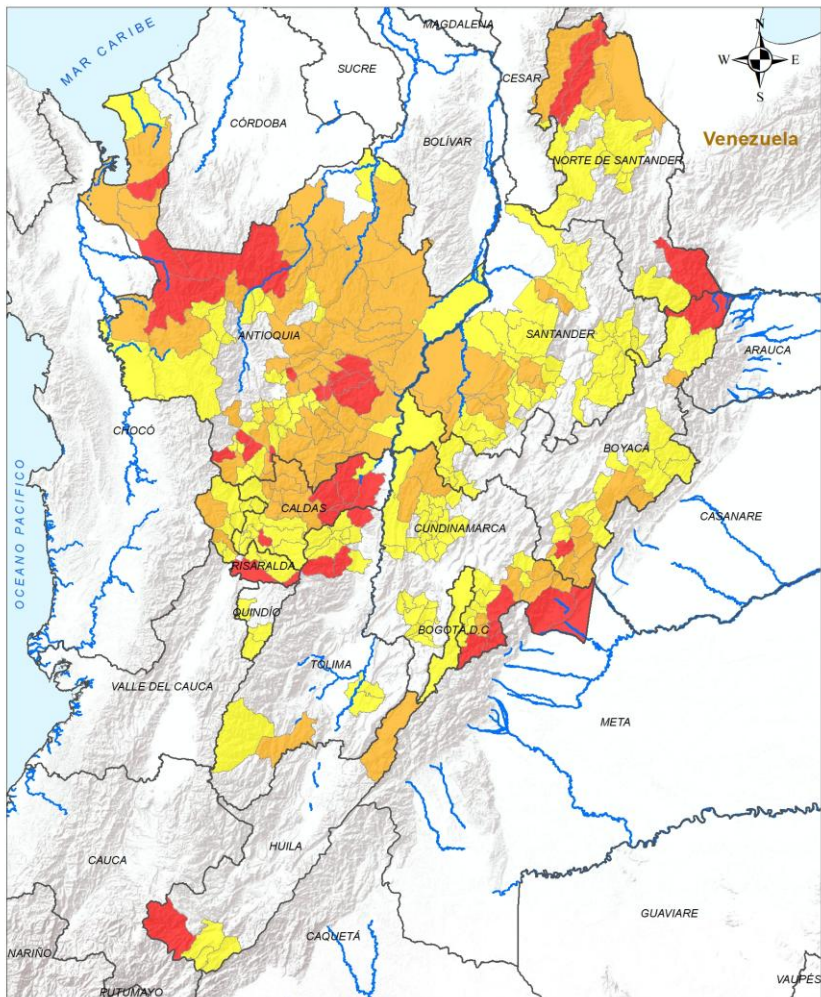 MAGDALENA
MAR CARIBE
N
W E
S
SUCRE
CESAR
CÓRDOBA
BOLÍVAR
Venezuela
NORTE DE SANTANDER
ANTIOQUIA
SANTANDER
ARAUCA
CHOCÓ
BOYACÁ
OCEANO PACIFICO
CALDAS
CUNDINAMARCA
CASANARE
RISARALDA
QUINDÍO
BOGOTÁ D.C
TOLIMA
VALLE DEL CAUCA
META
HUILA
CAUCA
GUAVIARE
NARIÑO
CAQUETÁ
PUTUMAYO
VAUPÉS